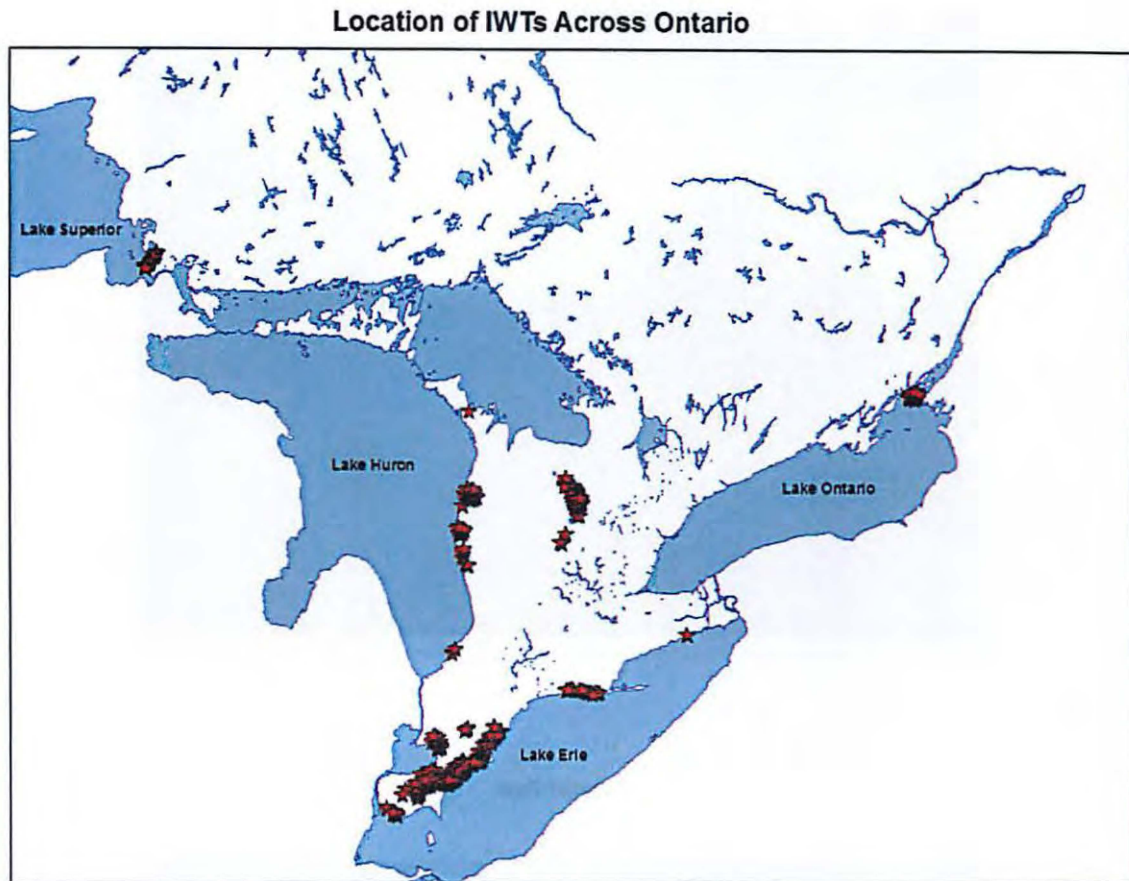 Location of IWTs Across Ontario
Lake Superior
Lake Huron
Lake Ontario
Lake Erie